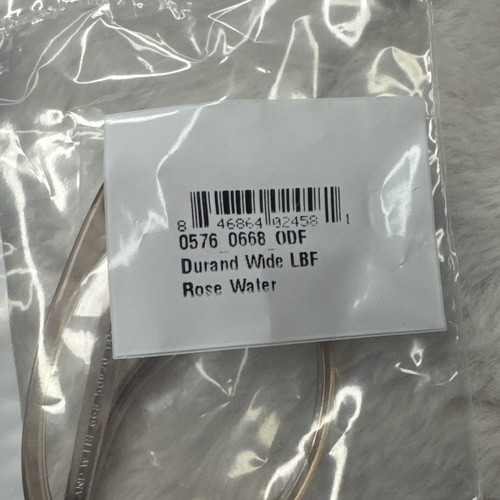 8 46864 02458 1
0576_0668_ODF
Durand Wide LBF
Rose Water